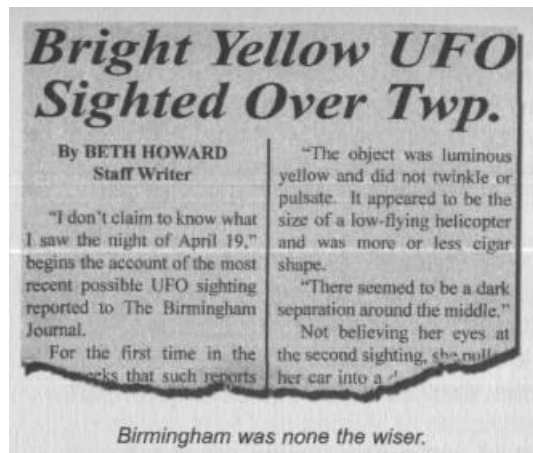 Bright Yellow UFO
Sighted Over Twp.
By BETH HOWARD
Staff Writer
"I don't claim to know what
I saw the night of April 19,"
begins the account of the most
recent possible UFO sighting
reported to The Birmingham
Journal.
For the first time in the
that such reports
"The object was luminous
yellow and did not twinkle or
pulsate. It appeared to be the
size of a low-flying helicopter
and was more or less cigar
shape.
"There seemed to be a dark
separation around the middle."
Not believing her eyes at
the second sighting, she
her car into a
Birmingham was none the wiser.